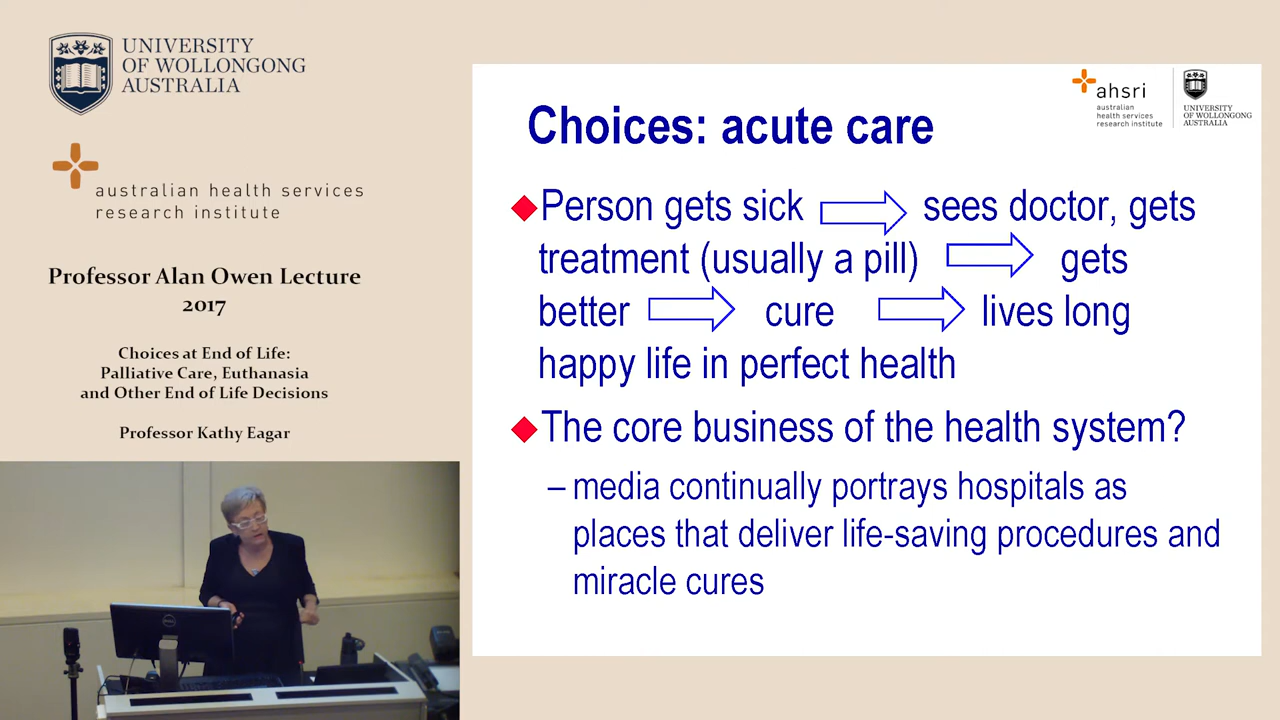 UNIVERSITY
OF WOLLONGONG
AUSTRALIA
australian health services
research institute
Professor Alan Owen Lecture
2017
Choices at End of Life:
Palliative Care, Euthanasia
and Other End of Life Decisions
Professor Kathy Eagar
ahsri
australian
health services
research institute
UNIVERSITY
OF WOLLONGONG
AUSTRALIA
Choices: acute care
Person gets sick sees doctor, gets
treatment (usually a pill) gets
better cure lives long
happy life in perfect health
The core business of the health system?
– media continually portrays hospitals as
places that deliver life-saving procedures and
miracle cures